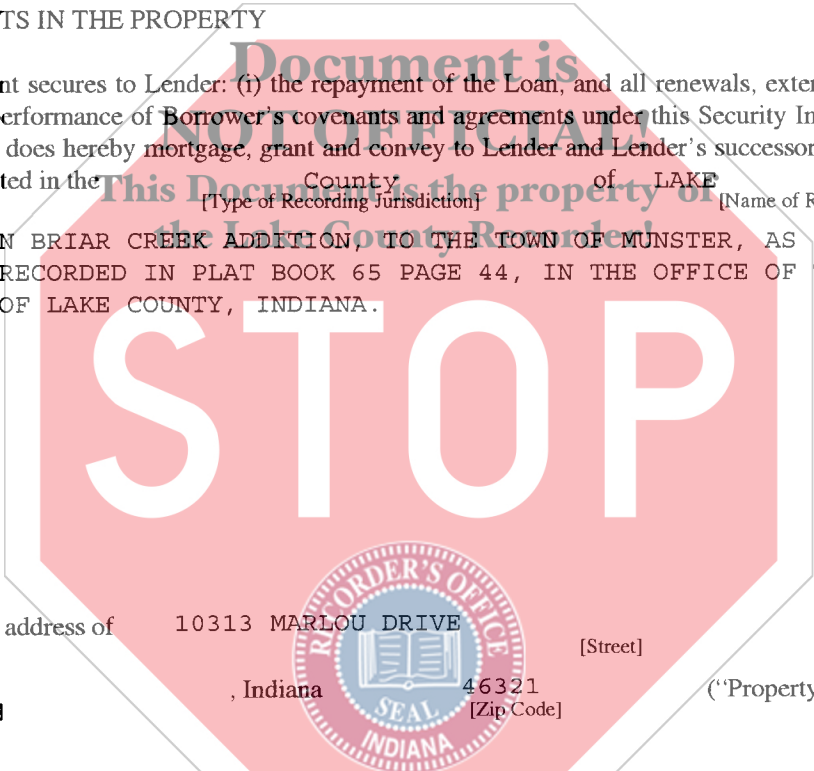 TS IN THE PROPERTY
Document is
nt secures to Lender: (i) the repayment of the Loan, and all renewals, exten
erformance of Borrower's covenants and agreements under this Security In
NOT OFFICIAL!
does hereby mortgage, grant and convey to Lender and Lender's successor
ted in the County of LAKE
This Document is the property of
[Type of Recording Jurisdiction] [Name of R
the Lake County Recorder!
N BRIAR CREEK ADDITION, TO THE TOWN OF MUNSTER, AS
RECORDED IN PLAT BOOK 65 PAGE 44, IN THE OFFICE OF
OF LAKE COUNTY, INDIANA.
STOP
address of 10313 MARLOU DRIVE
[Street]
, Indiana 46321 ("Property
[Zip Code]
RECORDER'S OFFICE
SEAL
INDIANA